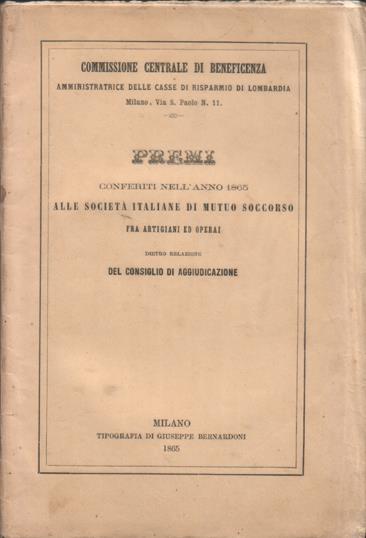 COMMISSIONE CENTRALE DI BENEFICENZA
AMMINISTRATRICE DELLE CASSE DI RISPARMIO DI LOMBARDIA
Milano, Via S. Paolo N. 11.
PREMI
CONFERITI NELL'ANNO 1865
ALLE SOCIETÀ ITALIANE DI MUTUO SOCCORSO
FRA ARTIGIANI ED OPERAI
DIETRO RELAZIONE
DEL CONSIGLIO DI AGGIUDICAZIONE
MILANO
TIPOGRAFIA DI GIUSEPPE BERNARDONI
1865